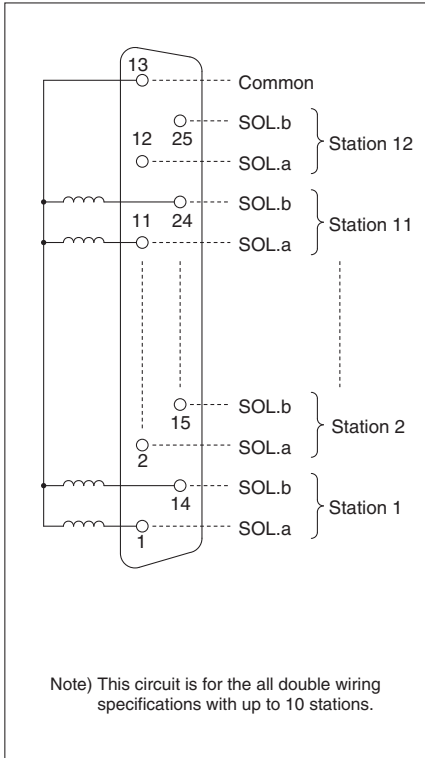 13
Common
SOL.b
25
12
Station 12
SOL.a
SOL.b
24
11
Station 11
SOL.a
SOL.b
15
Station 2
SOL.a
2
SOL.b
14
Station 1
SOL.a
1
Note) This circuit is for the all double wiring
specifications with up to 10 stations.